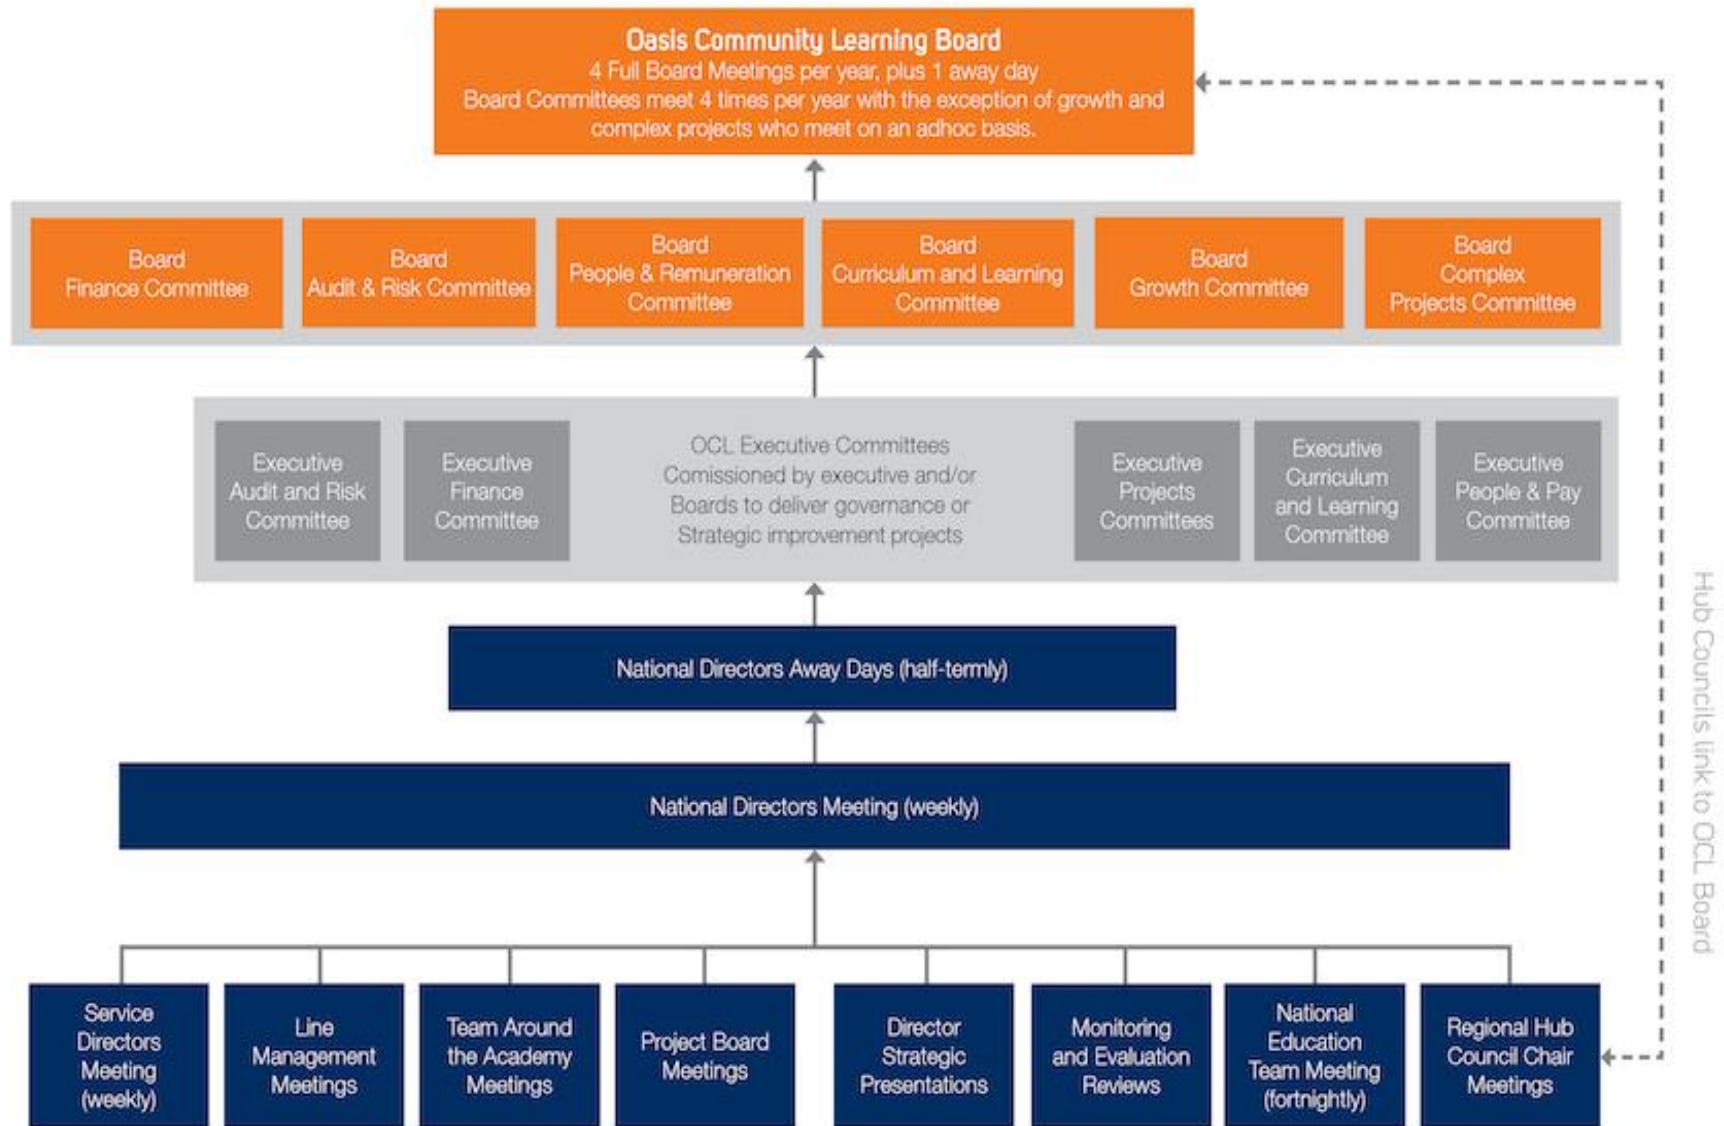 Oasis Community Learning Board
4 Full Board Meetings per year, plus 1 away day
Board Committees meet 4 times per year with the exception of growth and
complex projects who meet on an adhoc basis.
Board
Finance Committee
Board
Audit & Risk Committee
Board
People & Remuneration
Committee
Board
Curriculum and Learning
Committee
Board
Growth Committee
Board
Complex
Projects Committee
Executive
Audit and Risk
Committee
Executive
Finance
Committee
OCL Executive Committees
Comissioned by executive and/or
Boards to deliver governance or
Strategic improvement projects
Executive
Projects
Committees
Executive
Curriculum
and Learning
Committee
Executive
People & Pay
Committee
National Directors Away Days (half-termly)
National Directors Meeting (weekly)
Service
Directors
Meeting
(weekly)
Line
Management
Meetings
Team Around
the Academy
Meetings
Project Board
Meetings
Director
Strategic
Presentations
Monitoring
and Evaluation
Reviews
National
Education
Team Meeting
(fortnightly)
Regional Hub
Council Chair
Meetings
Hub Councils link to OCL Board